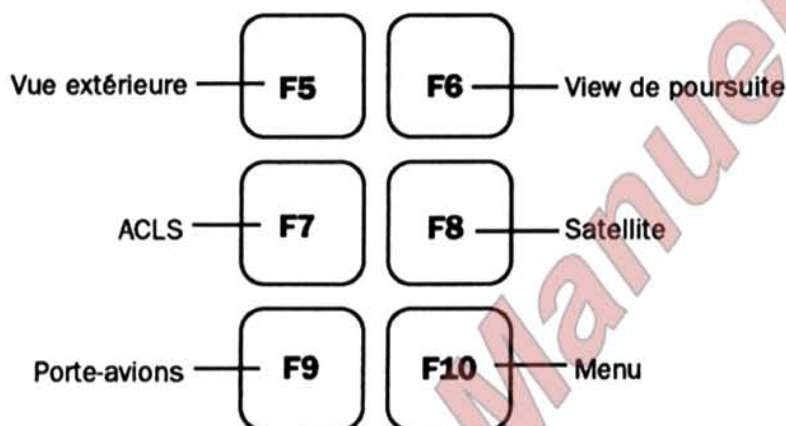 Vue extérieure F5 F6 View de poursuite
ACLS F7 F8 Satellite
Porte-avions F9 F10 Menu
Manuel